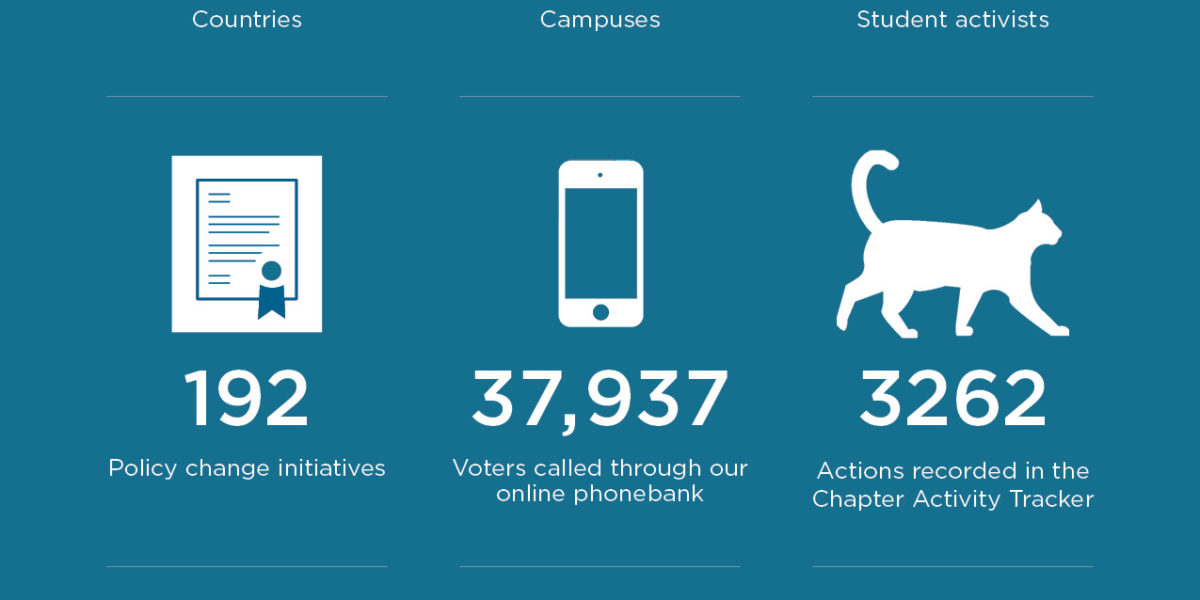 Countries
Campuses
Student activists
192
37,937
3262
Policy change initiatives
Voters called through our
online phonebank
Actions recorded in the
Chapter Activity Tracker